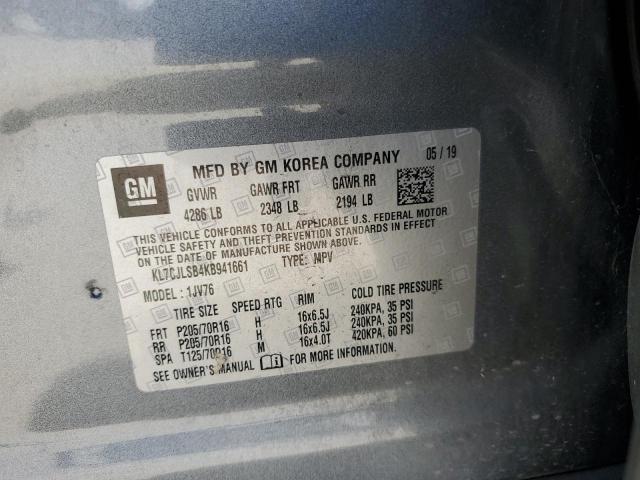 GM
MFD BY GM KOREA COMPANY 05 / 19
GVWR GAWR FRT GAWR RR
4286 LB 2348 LB 2194 LB
THIS VEHICLE CONFORMS TO ALL APPLICABLE U.S. FEDERAL MOTOR
VEHICLE SAFETY AND THEFT PREVENTION STANDARDS IN EFFECT
ON THE DATE OF MANUFACTURE SHOWN ABOVE.
KL7CJLSB4KB941661 TYPE: MPV
MODEL : 1JV76
TIRE SIZE SPEED RTG RIM COLD TIRE PRESSURE
FRT P205/70R16 H 16x6.5J 240KPA, 35 PSI
RR P205/70R16 H 16x6.5J 240KPA, 35 PSI
SPA T125/70R16 M 16x4.0T 420KPA, 60 PSI
SEE OWNER'S MANUAL FOR MORE INFORMATION.